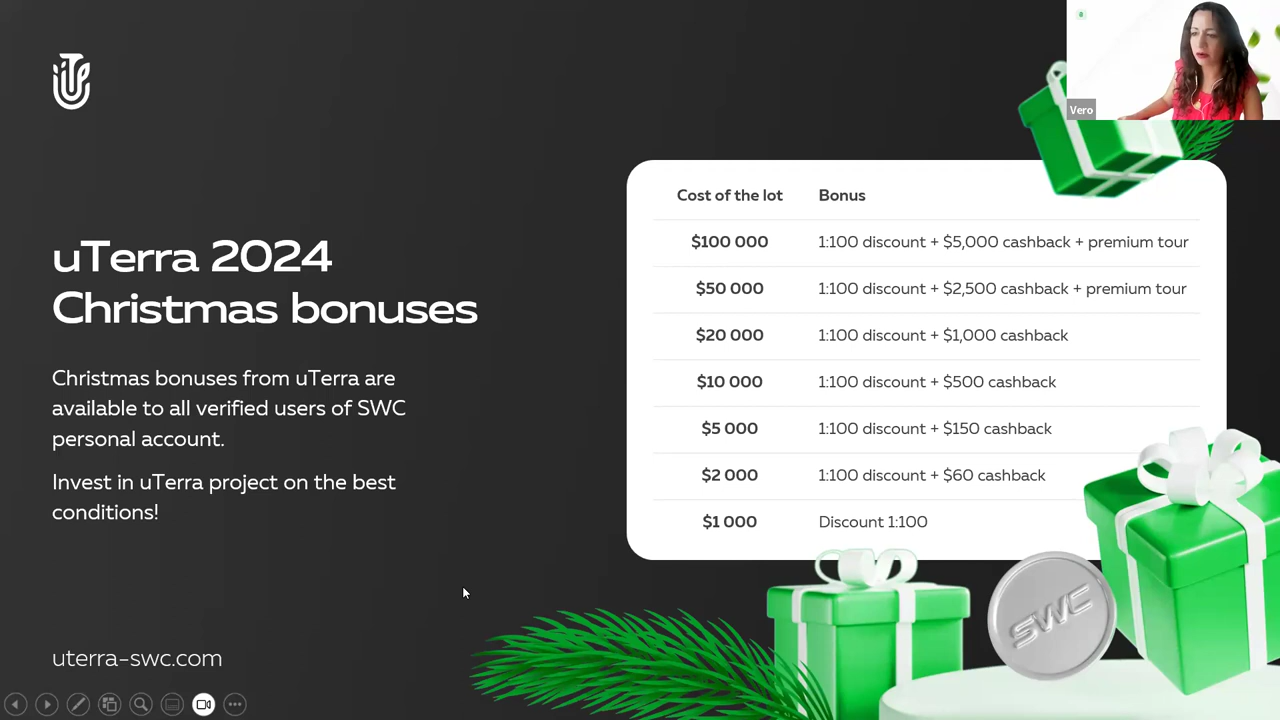 Vero
uTerra 2024
Christmas bonuses
Christmas bonuses from uTerra are
available to all verified users of SWC
personal account.
Invest in uTerra project on the best
conditions!
uterra-swc.com
Cost of the lot Bonus
$100 000 1:100 discount + $5,000 cashback + premium tour
$50 000 1:100 discount + $2,500 cashback + premium tour
$20 000 1:100 discount + $1,000 cashback
$10 000 1:100 discount + $500 cashback
$5 000 1:100 discount + $150 cashback
$2 000 1:100 discount + $60 cashback
$1 000 Discount 1:100
SWC